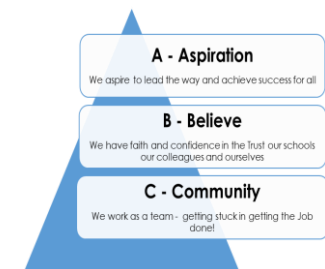 A - Aspiration
We aspire to lead the way and achieve success for all
B - Believe
We have faith and confidence in the Trust our schools
our colleagues and ourselves
C - Community
We work as a team - getting stuck in getting the Job
done!